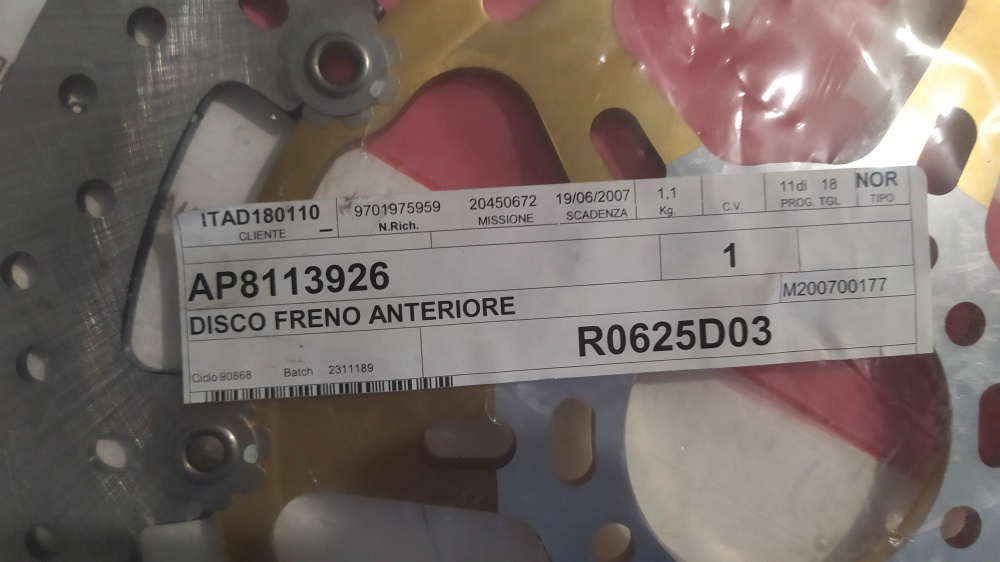 ITAD180110 9701975959 20450672 19/06/2007 1,1 11di 18 NOR
CLIENTE _ N.Rich. MISSIONE SCADENZA Kg. C.V. PROG. TGL TIPO
AP8113926 1
DISCO FRENO ANTERIORE M200700177
R0625D03
Ciclo 90868 Batch 2311189